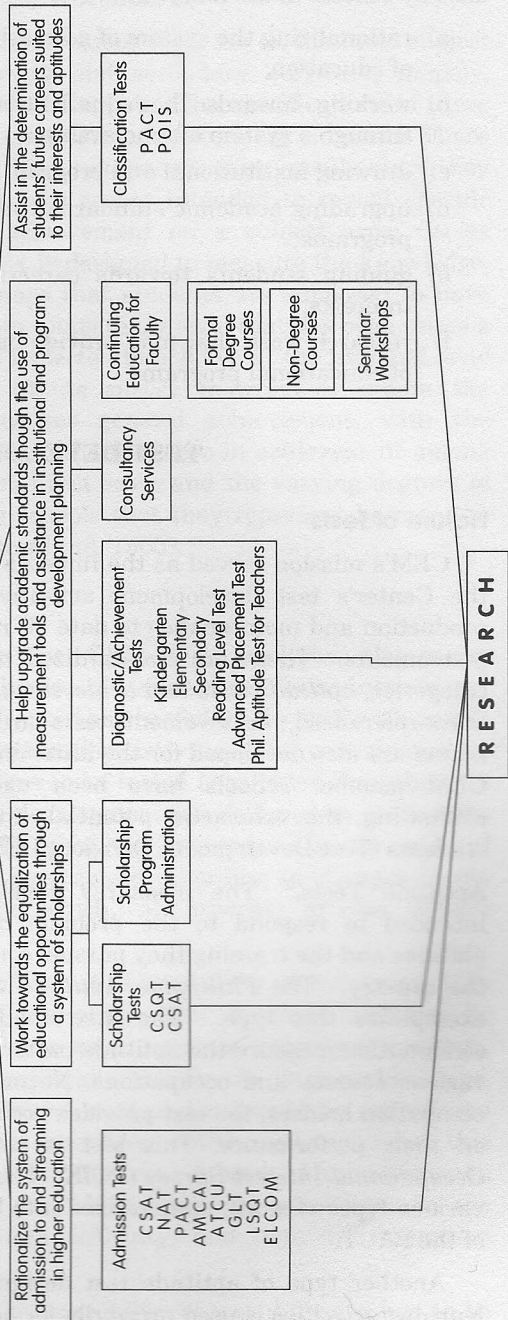 Rationalize the system of
admission to and streaming
in higher education
Admission Tests
CSAT
NAT
PACT
AMCAT
ATCU
GLT
LSQT
ELCOM
Work towards the equalization of
educational opportunities through
a system of scholarships
Scholarship
Tests
CSQT
CSAT
Scholarship
Program
Administration
Help upgrade academic standards though the use of
measurement tools and assistance in institutional and program
development planning
Diagnostic/Achievement
Tests
Kindergarten
Elementary
Secondary
Reading Level Test
Advanced Placement Test
Phil. Aptitude Test for Teachers
Consultancy
Services
Continuing
Education for
Faculty
Formal
Degree
Courses
Non-Degree
Courses
Seminar-
Workshops
Assist in the determination of
students' future careers suited
to their interests and aptitudes
Classification Tests
PACT
POIS
RESEARCH